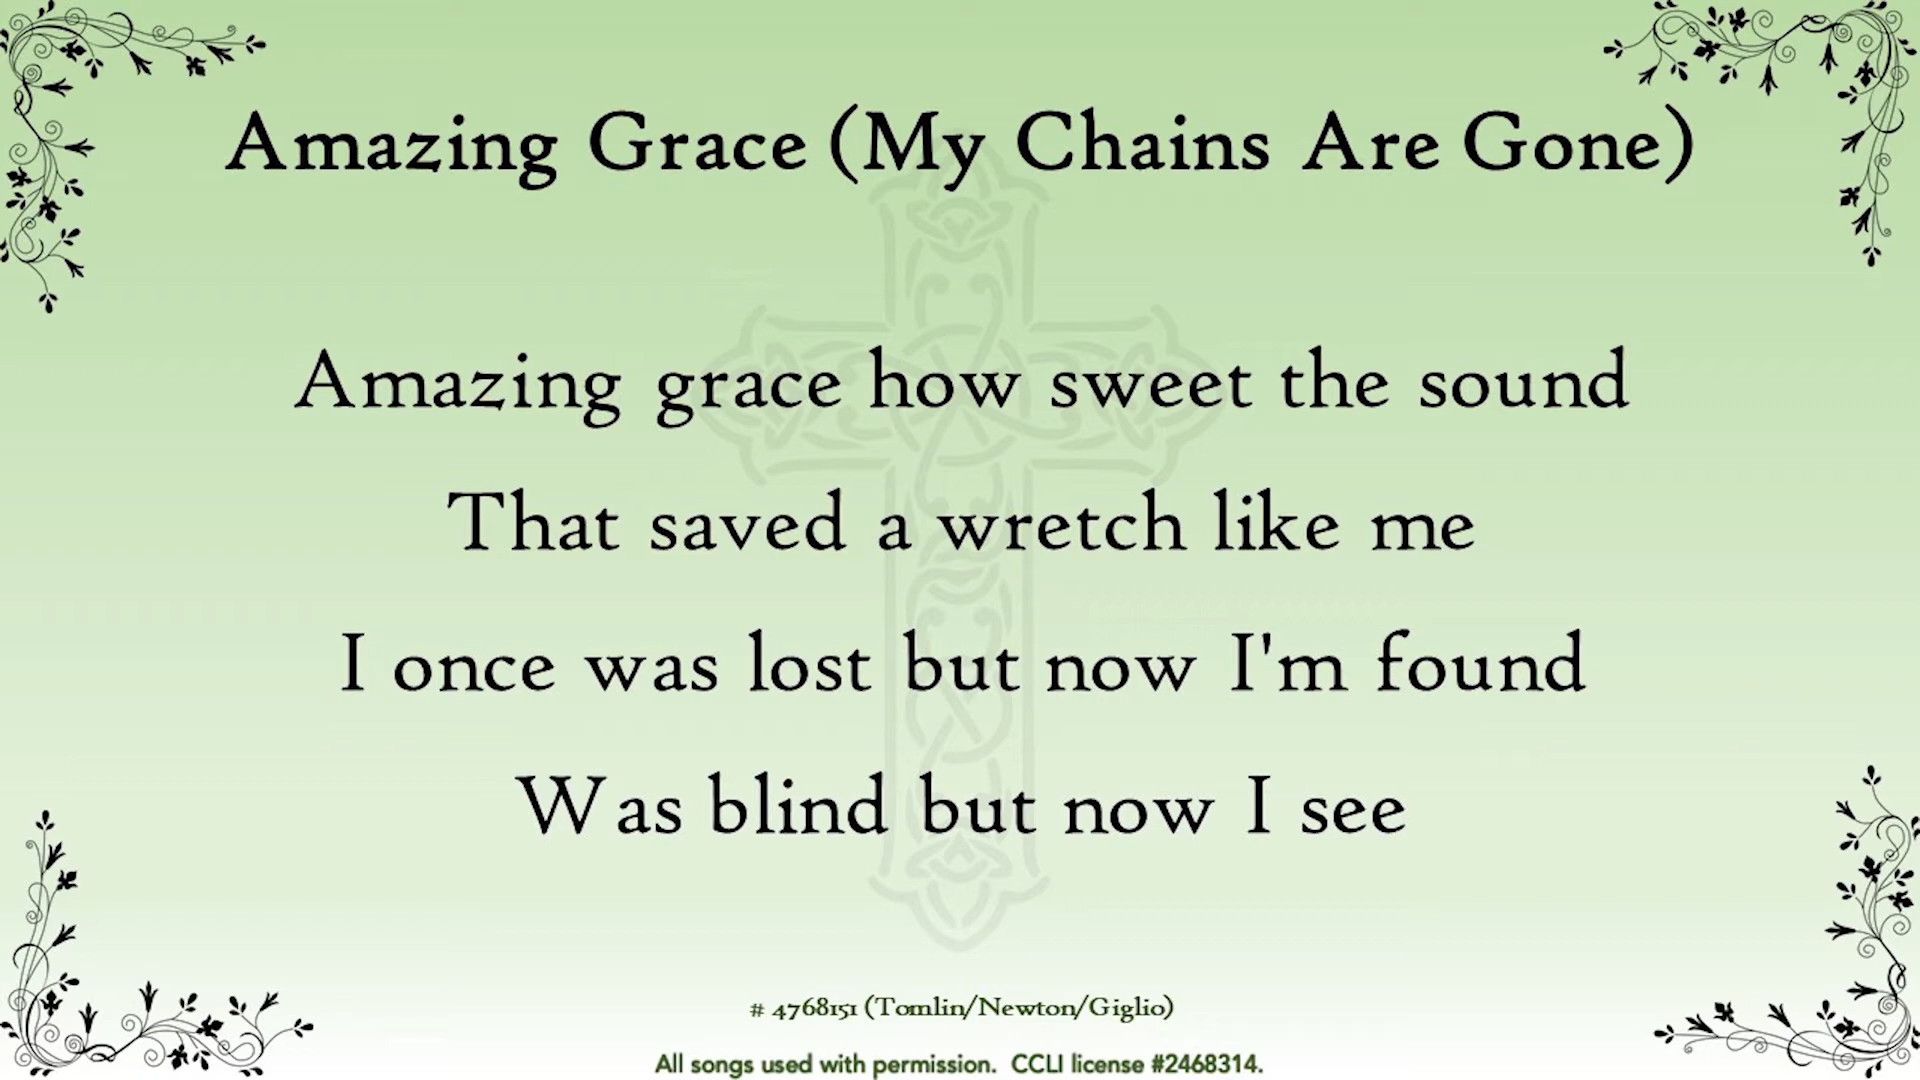 Amazing Grace (My Chains Are Gone)
Amazing grace how sweet the sound
That saved a wretch like me
I once was lost but now I'm found
Was blind but now I see
# 4768151 (Tomlin/Newton/Giglio)
All songs used with permission. CCLI license #2468314.